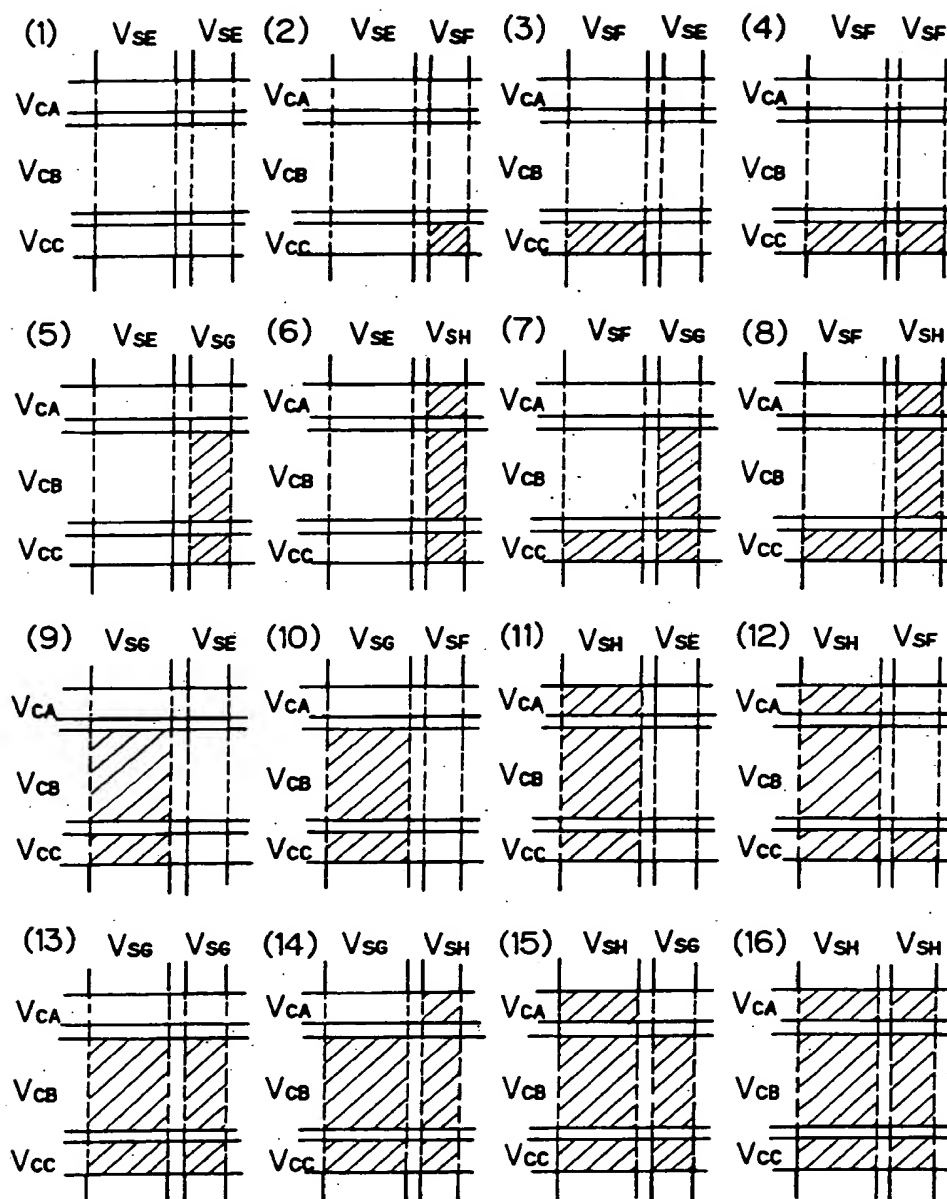 (1) VSE VSE (2) VSE VSF (3) VSF VSE (4) VSF VSF
VCA VCA VCA VCA
VCB VCB VCB VCB
VCC VCC VCC VCC
(5) VSE VSG (6) VSE VSH (7) VSF VSG (8) VSF VSH
VCA VCA VCA VCA
VCB VCB VCB VCB
VCC VCC VCC VCC
(9) VSG VSE (10) VSG VSF (11) VSH VSE (12) VSH VSF
VCA VCA VCA VCA
VCB VCB VCB VCB
VCC VCC VCC VCC
(13) VSG VSG (14) VSG VSH (15) VSH VSG (16) VSH VSH
VCA VCA VCA VCA
VCB VCB VCB VCB
VCC VCC VCC VCC